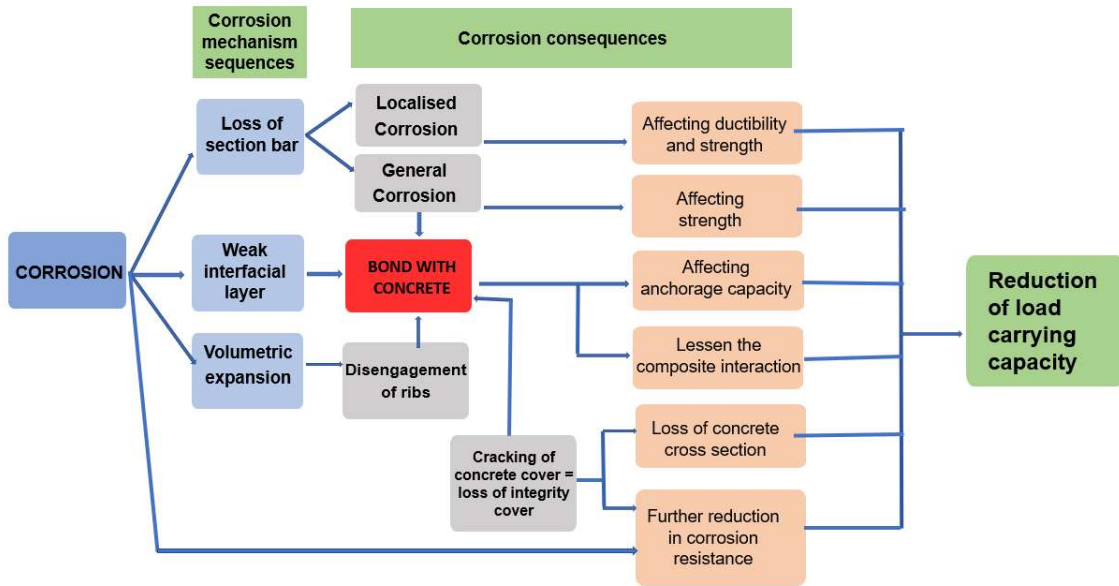 Corrosion
mechanism
sequences
Corrosion consequences
CORROSION
Loss of
section bar
Weak
interfacial
layer
Volumetric
expansion
Localised
Corrosion
General
Corrosion
BOND WITH
CONCRETE
Disengagement
of ribs
Cracking of
concrete cover =
loss of integrity
cover
Affecting ductibility
and strength
Affecting
strength
Affecting
anchorage capacity
Lessen the
composite interaction
Loss of concrete
cross section
Further reduction
in corrosion
resistance
Reduction
of load
carrying
capacity